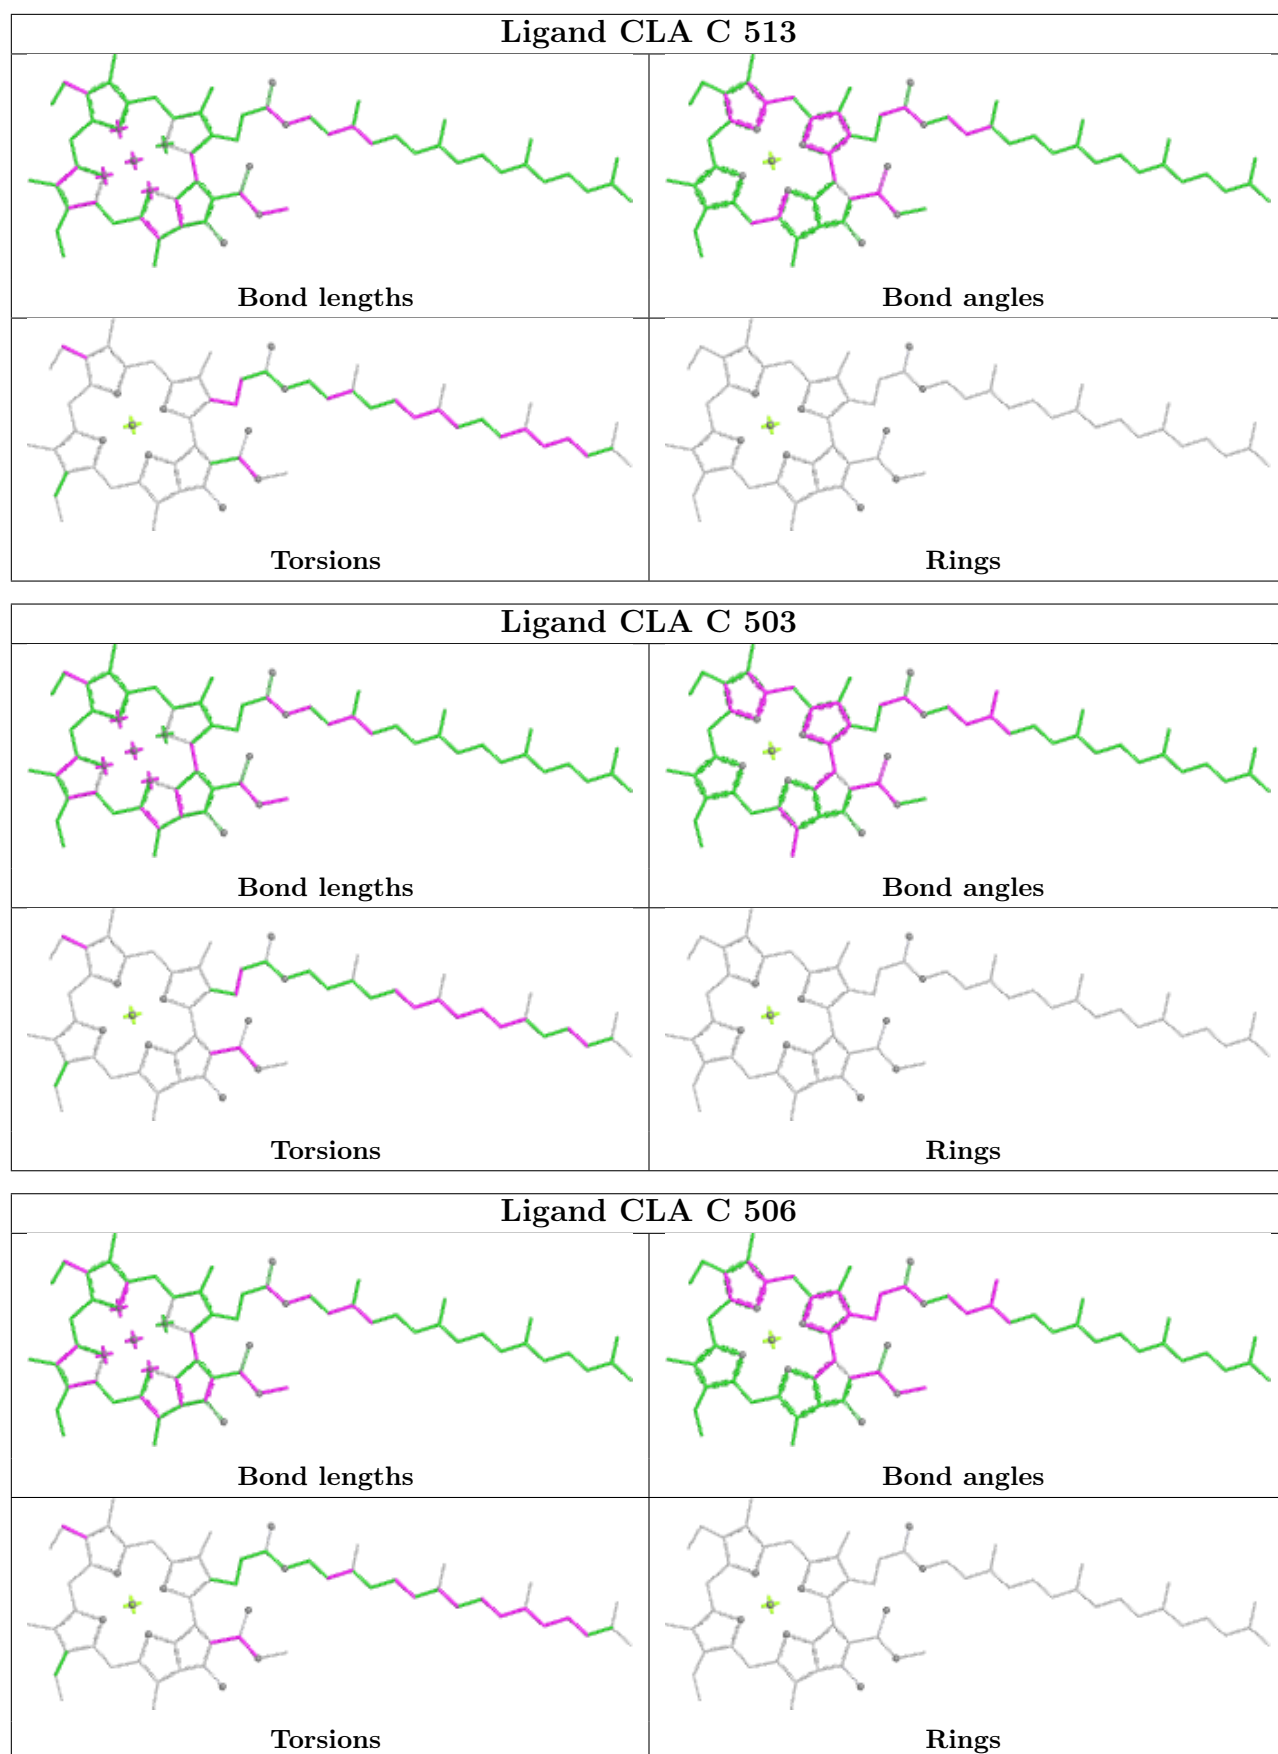 Ligand CLA C 513
Bond lengths
Bond angles
Torsions
Rings
Ligand CLA C 503
Bond lengths
Bond angles
Torsions
Rings
Ligand CLA C 506
Bond lengths
Bond angles
Torsions
Rings